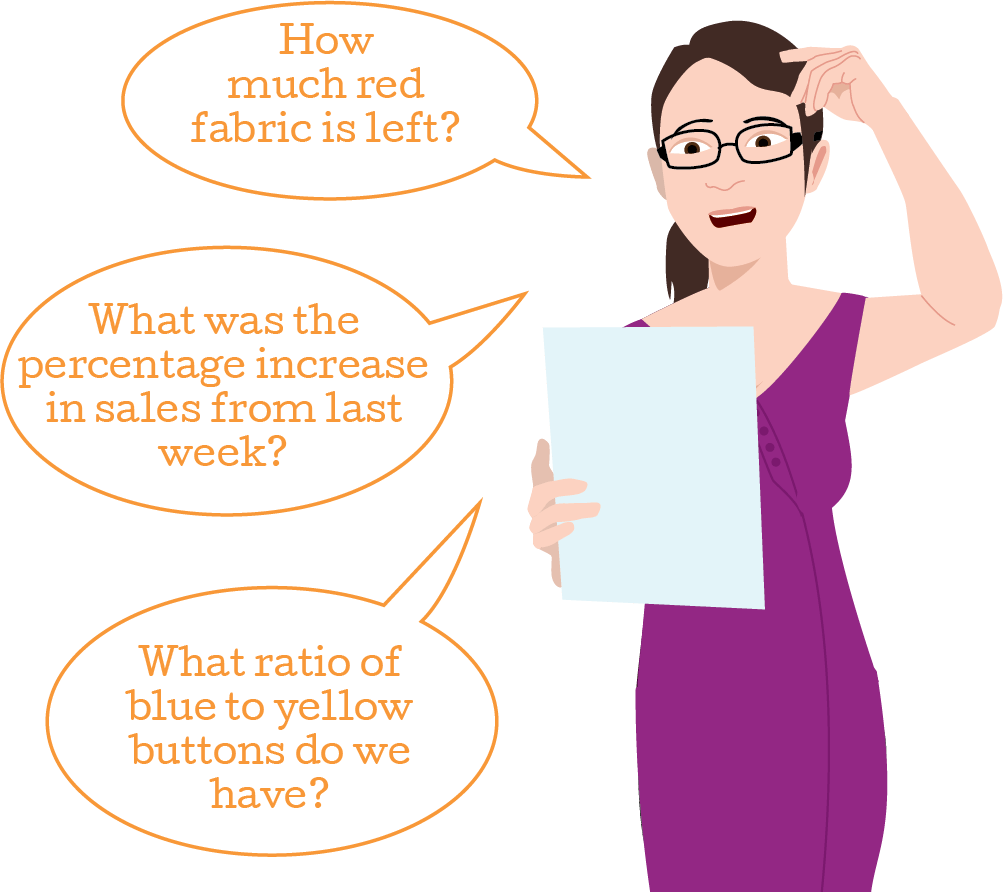 How
much red
fabric is left?
What was the
percentage increase
in sales from last
week?
What ratio of
blue to yellow
buttons do we
have?